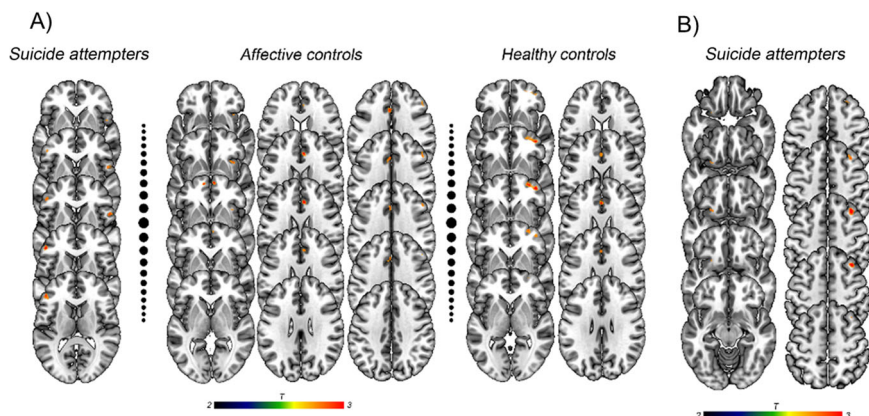 A)
B)
Suicide attempters
Affective controls
Healthy controls
Suicide attempters
T
2 3
T
2 3